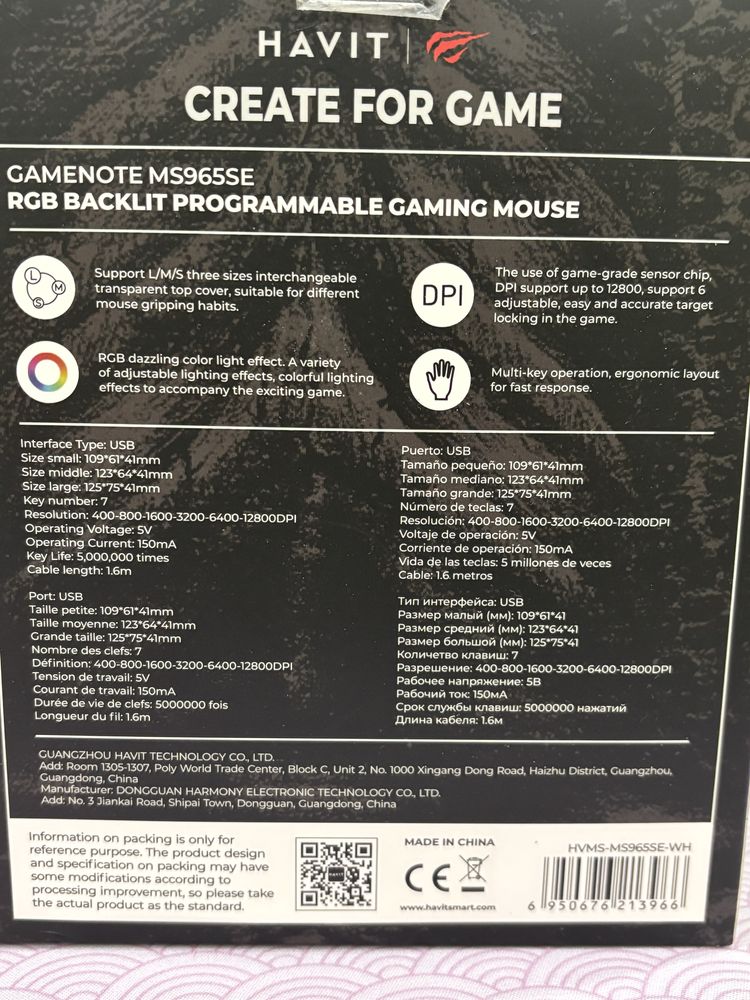 HAVIT
CREATE FOR GAME
GAMENOTE MS965SE
RGB BACKLIT PROGRAMMABLE GAMING MOUSE
L
M
S
Support L/M/S three sizes interchangeable
transparent top cover, suitable for different
mouse gripping habits.
DPI
The use of game-grade sensor chip,
DPI support up to 12800, support 6
adjustable, easy and accurate target
locking in the game.
RGB dazzling color light effect. A variety
of adjustable lighting effects, colorful lighting
effects to accompany the exciting game.
Multi-key operation, ergonomic layout
for fast response.
Interface Type: USB
Size small: 109*61*41mm
Size middle: 123*64*41mm
Size large: 125*75*41mm
Key number: 7
Resolution: 400-800-1600-3200-6400-12800DPI
Operating Voltage: 5V
Operating Current: 150mA
Key Life: 5,000,000 times
Cable length: 1.6m
Puerto: USB
Tamaño pequeño: 109*61*41mm
Tamaño mediano: 123*64*41mm
Tamaño grande: 125*75*41mm
Número de teclas: 7
Resolución: 400-800-1600-3200-6400-12800DPI
Voltaje de operación: 5V
Corriente de operación: 150mA
Vida de las teclas: 5 millones de veces
Cable: 1.6 metros
Port: USB
Taille petite: 109*61*41mm
Taille moyenne: 123*64*41mm
Grande taille: 125*75*41mm
Nombre des clefs: 7
Définition: 400-800-1600-3200-6400-12800DPI
Tension de travail: 5V
Courant de travail: 150mA
Durée de vie de clefs: 5000000 fois
Longueur du fil: 1.6m
Тип интерфейса: USB
Размер малый (мм): 109*61*41
Размер средний (мм): 123*64*41
Размер большой (мм): 125*75*41
Количетво клавиш: 7
Разрешение: 400-800-1600-3200-6400-12800DPI
Рабочее напряжение: 5В
Рабочий ток: 150мА
Срок службы клавиш: 5000000 нажатий
Длина кабеля: 1.6м
GUANGZHOU HAVIT TECHNOLOGY CO., LTD.
Add: Room 1305-1307, Poly World Trade Center, Block C, Unit 2, No. 1000 Xingang Dong Road, Haizhu District, Guangzhou,
Guangdong, China
Manufacturer: DONGGUAN HARMONY ELECTRONIC TECHNOLOGY CO., LTD.
Add: No. 3 Jiankai Road, Shipai Town, Dongguan, Guangdong, China
Information on packing is only for
reference purpose. The product design
and specification on packing may have
some modifications according to
processing improvement, so please take
the actual product as the standard.
HAVIT
MADE IN CHINA
CE
www.havitsmart.com
HVMS-MS965SE-WH
6 950676 213966